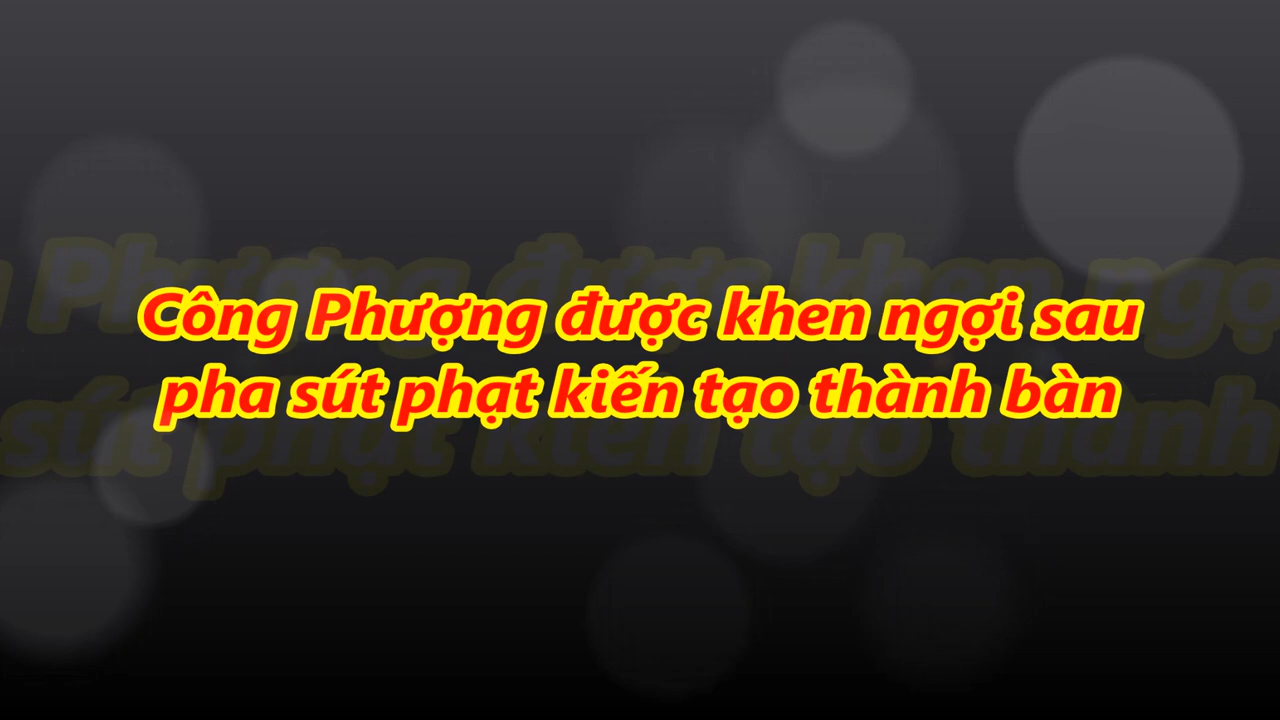 Công Phượng được khen ngợi sau
pha sút phạt kiến tạo thành bàn